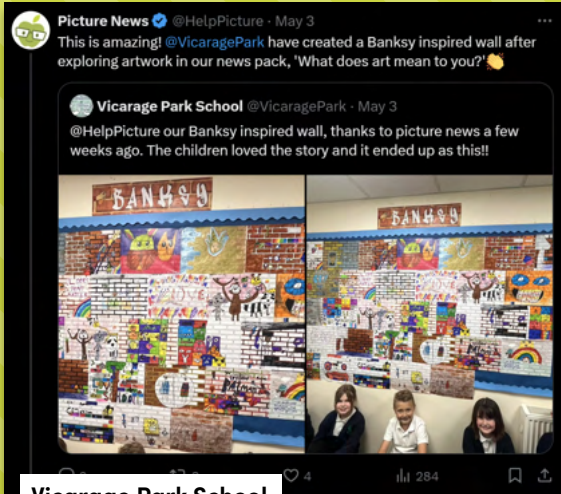 Picture News @HelpPicture · May 3
This is amazing! @VicaragePark have created a Banksy inspired wall after
exploring artwork in our news pack, 'What does art mean to you?'👏
Vicarage Park School @VicaragePark · May 3
@HelpPicture our Banksy inspired wall, thanks to picture news a few
weeks ago. The children loved the story and it ended up as this!!
BANKSY
BANKSY
4
284
Vicarage Park School